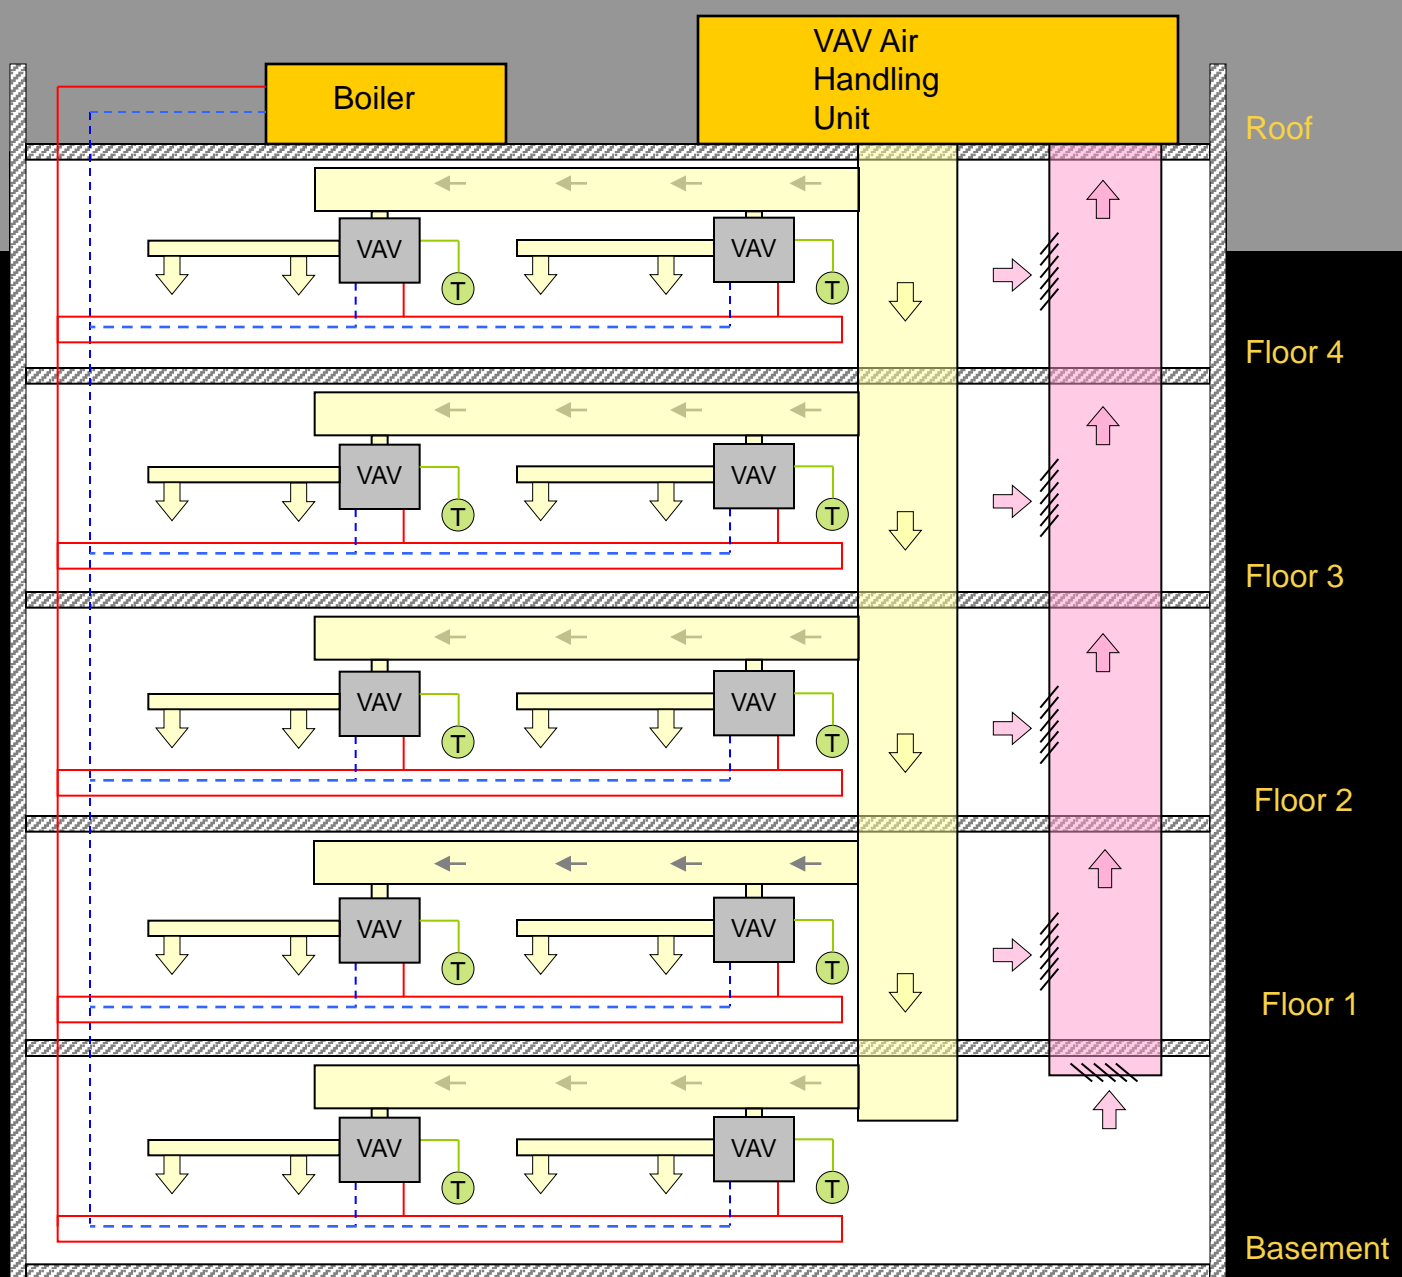 VAV Air
Handling
Unit
Boiler
Roof
VAV
VAV
T
T
Floor 4
VAV
VAV
T
T
Floor 3
VAV
VAV
T
T
Floor 2
VAV
VAV
T
T
Floor 1
VAV
VAV
T
T
Basement